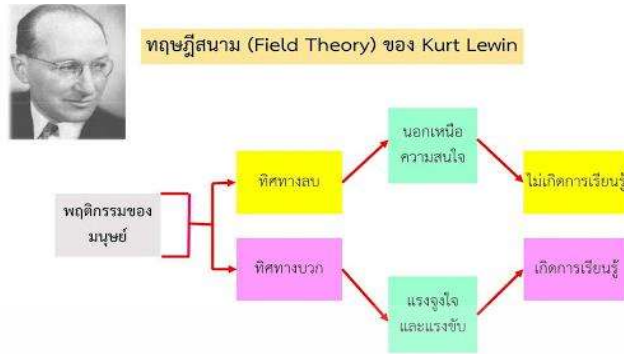 ทฤษฎีสนาม (Field Theory) ของ Kurt Lewin
นอกเหนือ
ความสนใจ
ทิศทางลบ
ไม่เกิดการเรียนรู้
พฤติกรรมของ
มนุษย์
ทิศทางบวก
เกิดการเรียนรู้
แรงจูงใจ
และแรงขับ